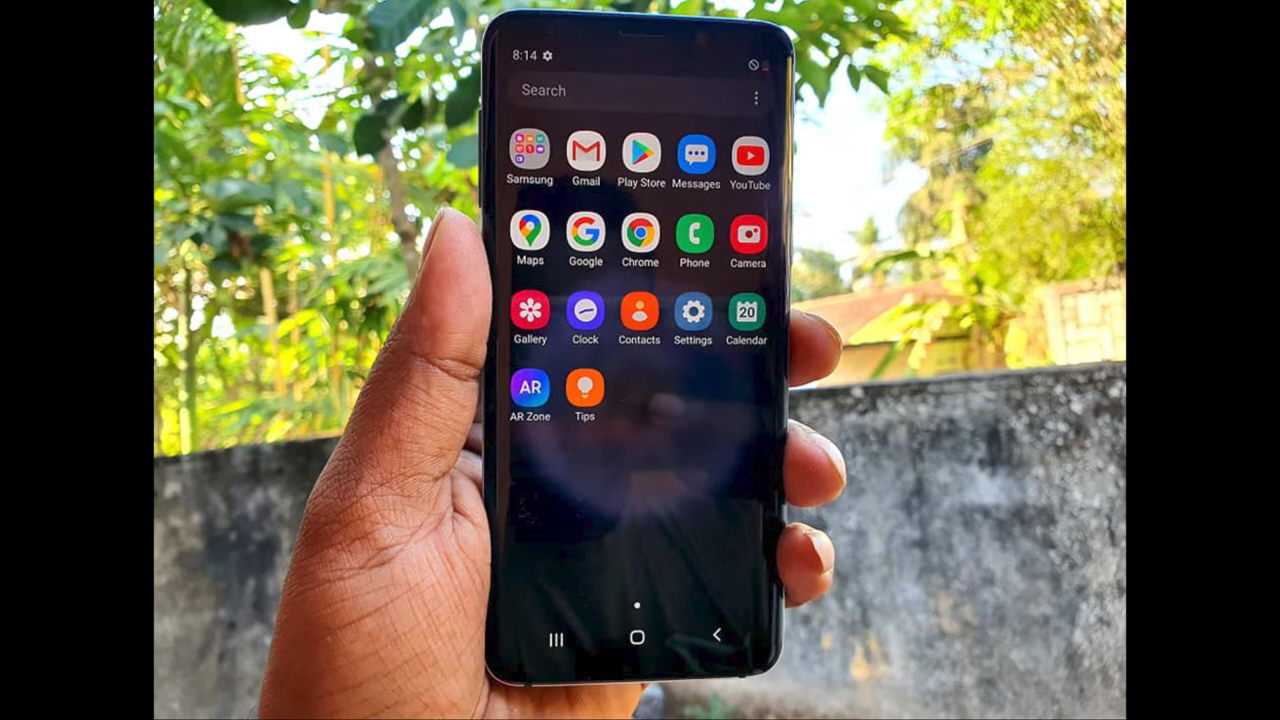 8:14
Search
Samsung Gmail Play Store Messages YouTube
Maps Google Chrome Phone Camera
20
Gallery Clock Contacts Settings Calendar
AR
AR Zone Tips